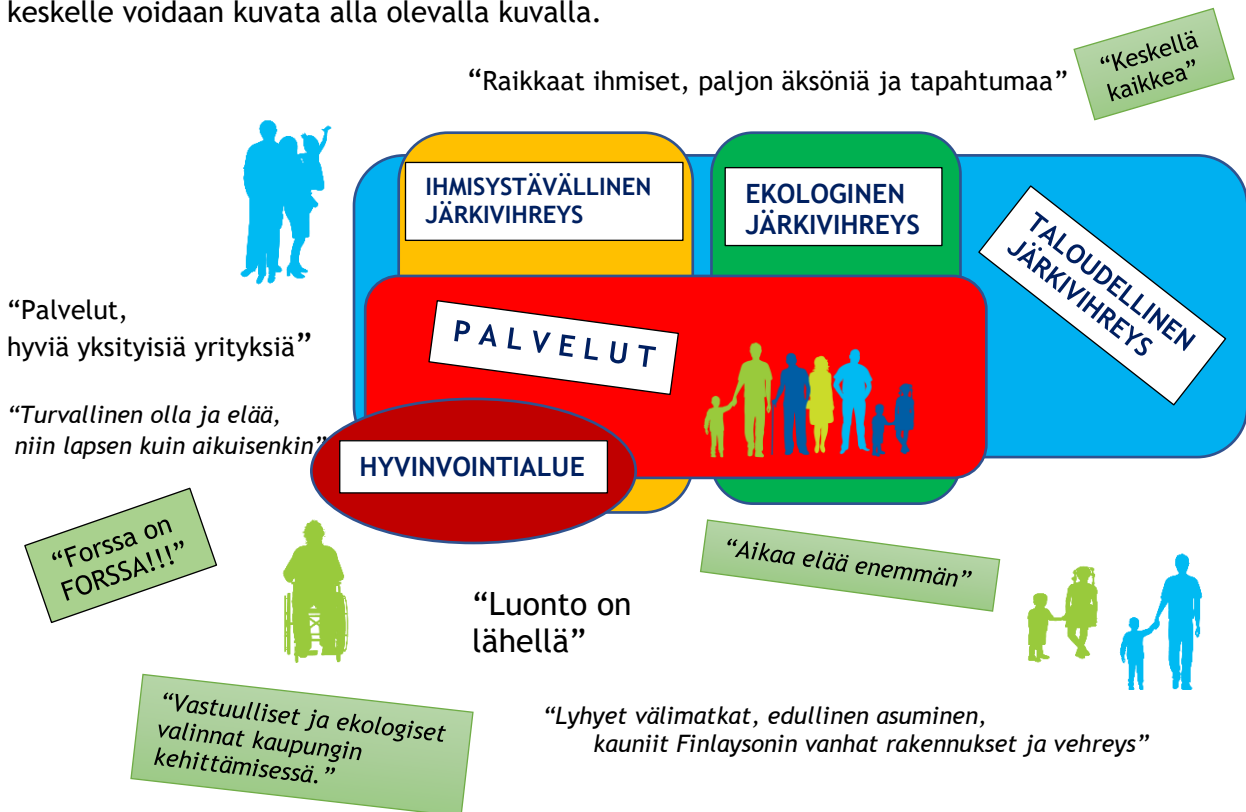 keskelle voidaan kuvata alla olevalla kuvalla.
“Keskellä
kaikkea”
“Raikkaat ihmiset, paljon äksöniä ja tapahtumaa”
IHMISYSTÄVÄLLINEN
JÄRKIVIHREYS
EKOLOGINEN
JÄRKIVIHREYS
TALOUDELLINEN
JÄRKIVIHREYS
“Palvelut,
hyviä yksityisiä yrityksiä”
P A L V E L U T
“Turvallinen olla ja elää,
niin lapsen kuin aikuisenkin”
HYVINVOINTIALUE
“Forssa on
FORSSA!!!”
“Aikaa elää enemmän”
“Luonto on
lähellä”
“Vastuulliset ja ekologiset
valinnat kaupungin
kehittämisessä.”
“Lyhyet välimatkat, edullinen asuminen,
kauniit Finlaysonin vanhat rakennukset ja vehreys”